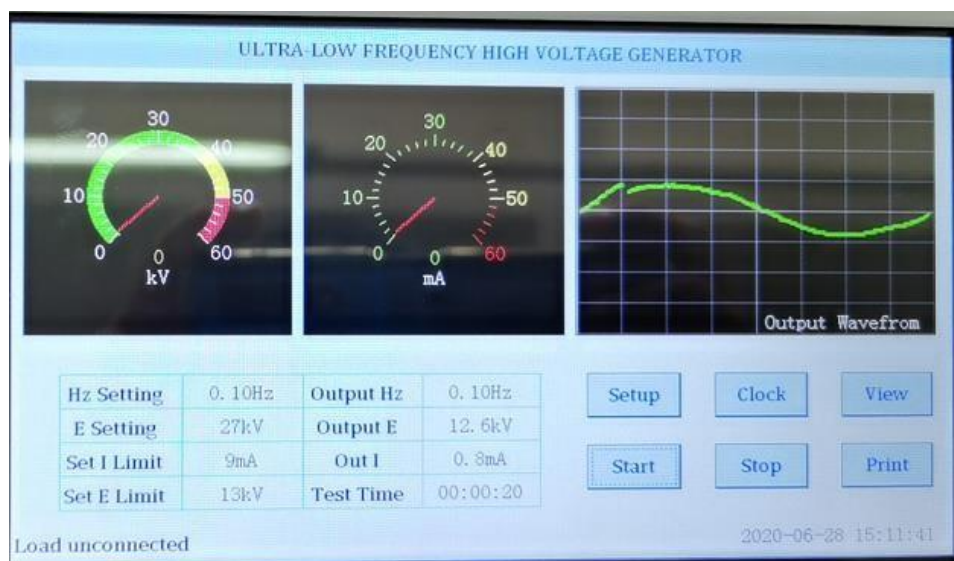 ULTRA-LOW FREQUENCY HIGH VOLTAGE GENERATOR
30
20
40
10
50
0
0
60
kV
30
20
40
10
50
0
0
60
mA
Output Wavefrom
Hz Setting 0.10Hz Output Hz 0.10Hz
E Setting 27kV Output E 12.6kV
Set I Limit 9mA Out I 0.8mA
Set E Limit 13kV Test Time 00:00:20
Setup Clock View
Start Stop Print
Load unconnected
2020-06-28 15:11:41